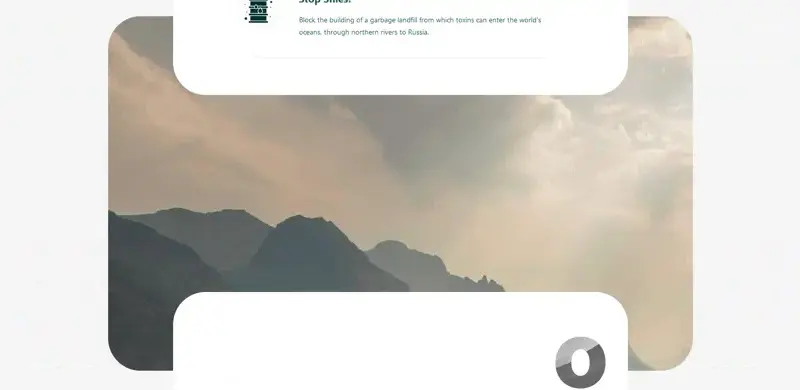 Stop Shies!
Block the building of a garbage landfill from which toxins can enter the world's
oceans, through northern rivers to Russia.